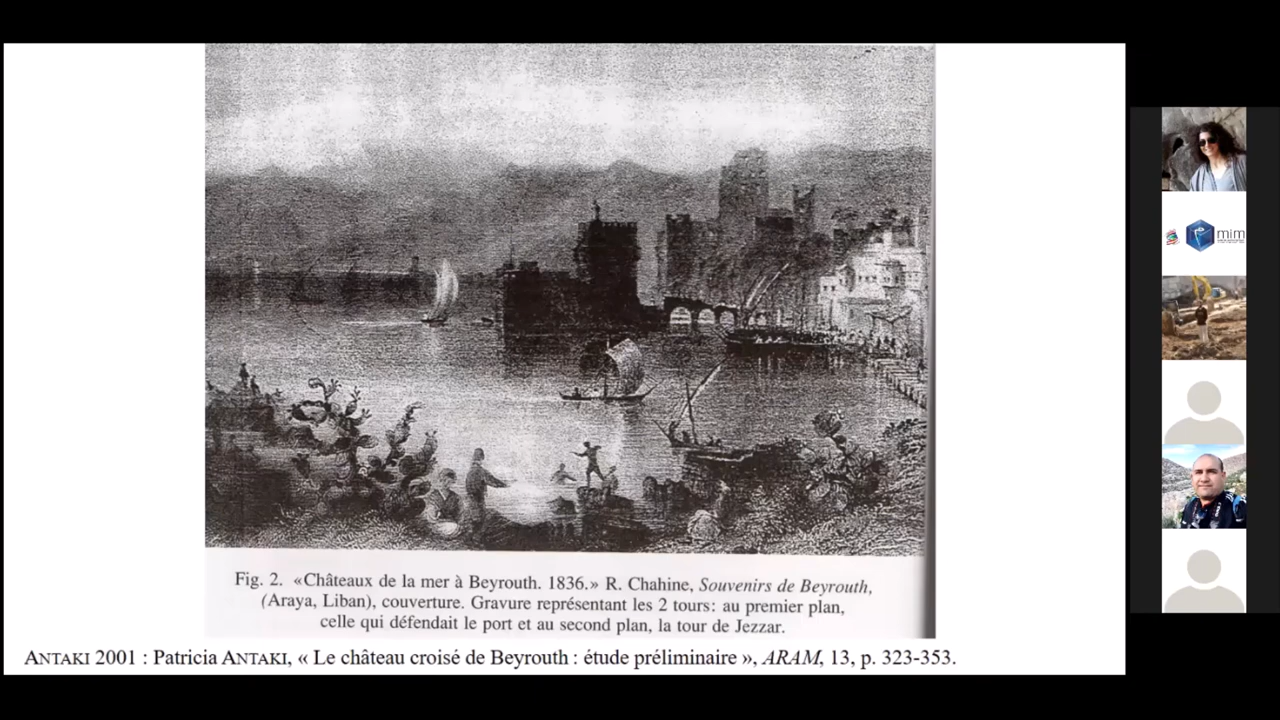 Fig. 2. «Châteaux de la mer à Beyrouth. 1836.» R. Chahine, Souvenirs de Beyrouth,
(Araya, Liban), couverture. Gravure représentant les 2 tours: au premier plan,
celle qui défendait le port et au second plan, la tour de Jezzar.
ANTAKI 2001 : Patricia ANTAKI, « Le château croisé de Beyrouth : étude préliminaire », ARAM, 13, p. 323-353.
mim